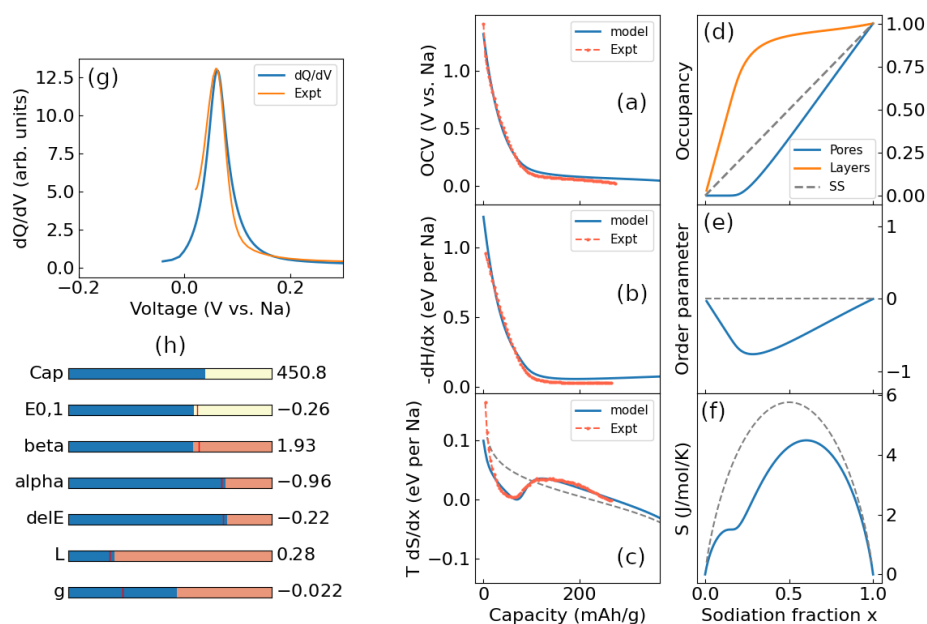 (g)
dQ/dV
Expt
12.5
10.0
7.5
5.0
2.5
0.0
dQ/dV (arb. units)
−0.2
0.0
0.2
Voltage (V vs. Na)
(h)
Cap
450.8
E0,1
−0.26
beta
1.93
alpha
−0.96
delE
−0.22
L
0.28
g
−0.022
model
Expt
(a)
1.0
0.5
0.0
OCV (V vs. Na)
model
Expt
(b)
1.0
0.5
0.0
-dH/dx (eV per Na)
model
Expt
(c)
0.1
0.0
−0.1
T dS/dx (eV per Na)
0
200
Capacity (mAh/g)
(d)
Pores
Layers
SS
1.00
0.75
0.50
0.25
0.00
Occupancy
(e)
1
0
−1
Order parameter
(f)
6
4
2
0
S (J/mol/K)
0.0
0.5
1.0
Sodiation fraction x